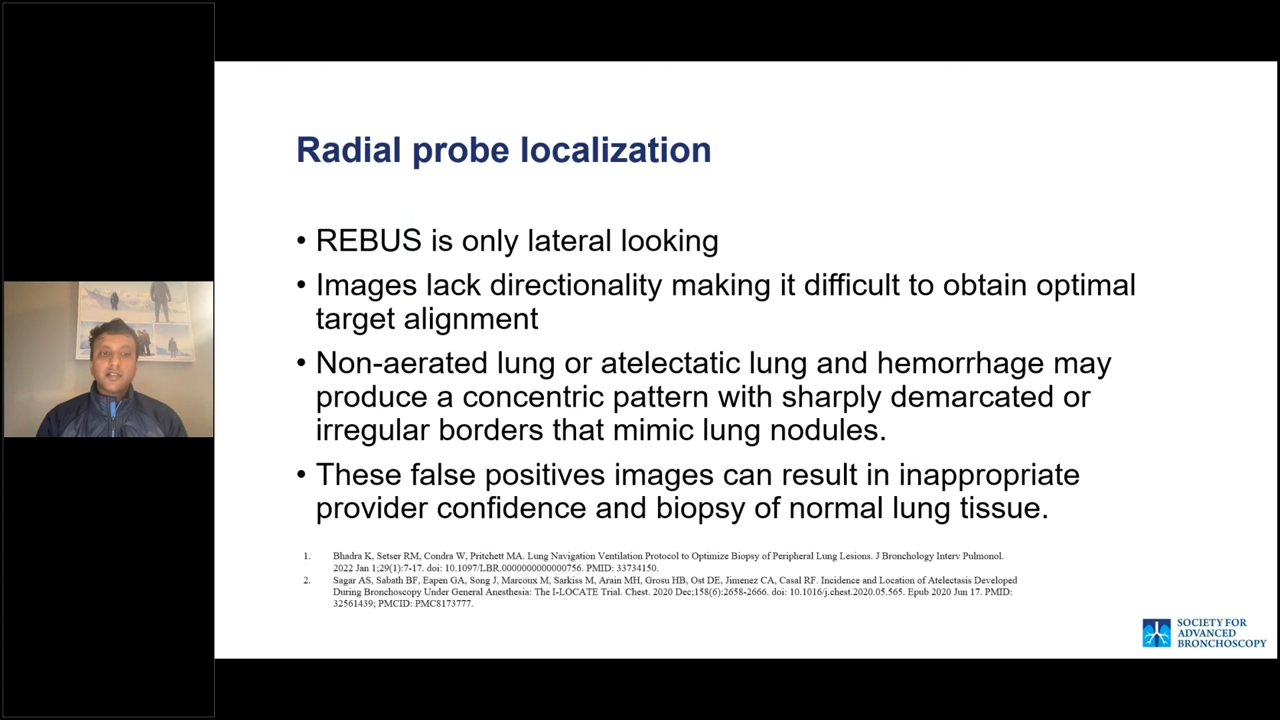 Radial probe localization
• REBUS is only lateral looking
• Images lack directionality making it difficult to obtain optimal
target alignment
• Non-aerated lung or atelectatic lung and hemorrhage may
produce a concentric pattern with sharply demarcated or
irregular borders that mimic lung nodules.
• These false positives images can result in inappropriate
provider confidence and biopsy of normal lung tissue.
1. Bhadra K, Setser RM, Condra W, Pritchett MA. Lung Navigation Ventilation Protocol to Optimize Biopsy of Peripheral Lung Lesions. J Bronchology Interv Pulmonol.
2022 Jan 1;29(1):7-17. doi: 10.1097/LBR.0000000000000756. PMID: 33734150.
2. Sagar AS, Sabath BF, Eapen GA, Song J, Marcoux M, Sarkiss M, Arain MH, Grosu HB, Ost DE, Jimenez CA, Casal RF. Incidence and Location of Atelectasis Developed
During Bronchoscopy Under General Anesthesia: The I-LOCATE Trial. Chest. 2020 Dec;158(6):2658-2666. doi: 10.1016/j.chest.2020.05.565. Epub 2020 Jun 17. PMID:
32561439; PMCID: PMC8173777.
SOCIETY FOR
ADVANCED
BRONCHOSCOPY